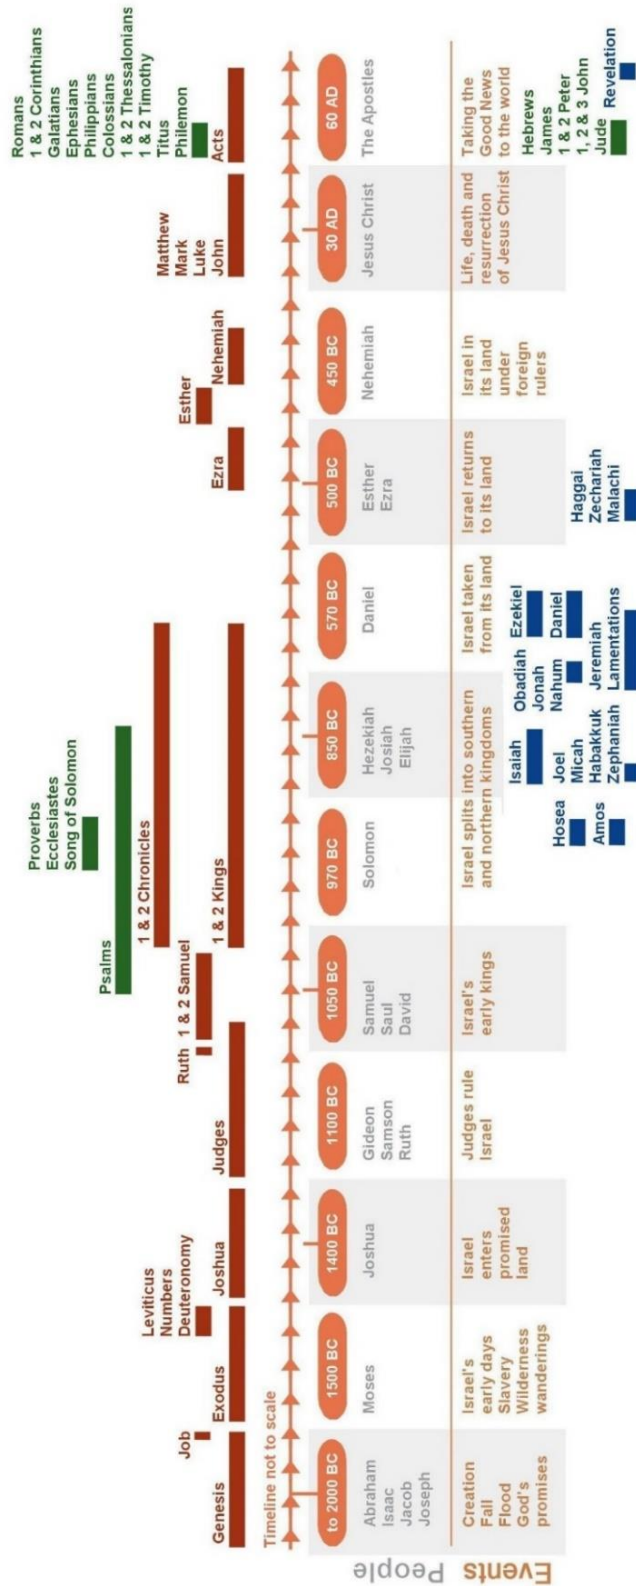 Romans
1 & 2 Corinthians
Galatians
Ephesians
Philippians
Colossians
1 & 2 Thessalonians
1 & 2 Timothy
Titus
Philemon
Proverbs
Ecclesiastes
Song of Solomon
Psalms
1 & 2 Chronicles
Leviticus
Numbers
Deuteronomy
Matthew
Mark
Luke
John
Job
Ruth
1 & 2 Samuel
Esther
Genesis
Exodus
Joshua
Judges
1 & 2 Kings
Ezra
Nehemiah
Acts
Timeline not to scale
to 2000 BC
1500 BC
1400 BC
1100 BC
1050 BC
970 BC
850 BC
570 BC
500 BC
450 BC
30 AD
60 AD
People
Abraham
Isaac
Jacob
Joseph
Moses
Joshua
Gideon
Samson
Ruth
Samuel
Saul
David
Solomon
Hezekiah
Josiah
Elijah
Daniel
Esther
Ezra
Nehemiah
Jesus Christ
The Apostles
Events
Creation
Fall
Flood
God's
promises
Israel's
early days
Slavery
Wilderness
wanderings
Israel
enters
promised
land
Judges rule
Israel
Israel's
early kings
Israel splits into southern
and northern kingdoms
Israel taken
from its land
Israel returns
to its land
Israel in
its land
under
foreign
rulers
Life, death and
resurrection
of Jesus Christ
Taking the
Good News
to the world
Hosea
Amos
Isaiah
Joel
Micah
Habakkuk
Zephaniah
Obadiah
Jonah
Nahum
Jeremiah
Lamentations
Ezekiel
Daniel
Haggai
Zechariah
Malachi
Hebrews
James
1 & 2 Peter
1, 2 & 3 John
Jude
Revelation